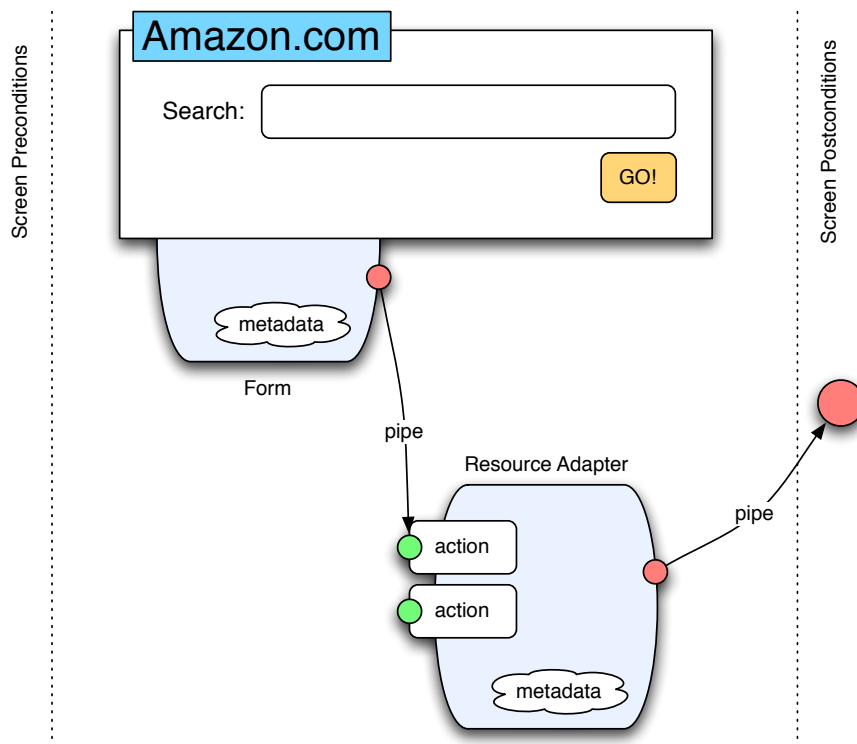 Screen Preconditions
Amazon.com
Search:
GO!
metadata
Form
pipe
Resource Adapter
action
action
metadata
pipe
Screen Postconditions